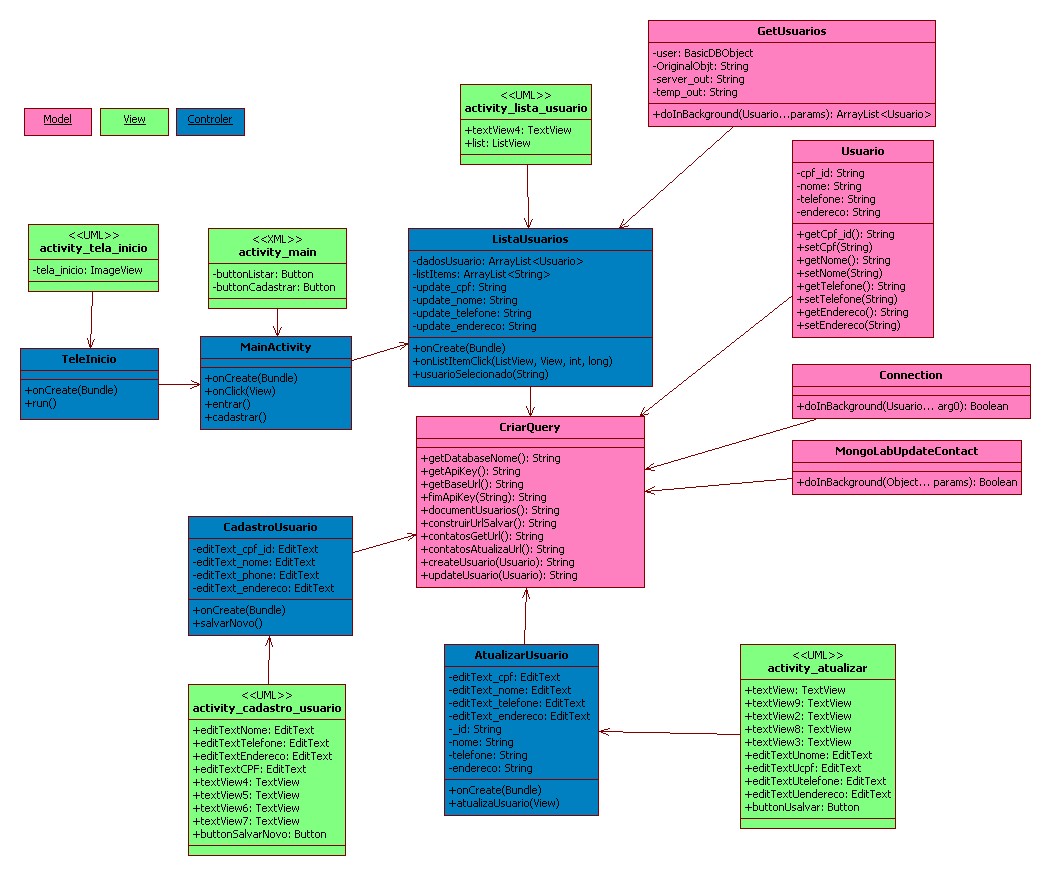 Model
View
Controler
GetUsuarios
-user: BasicDBObject
-OriginalObjt: String
-server_out: String
-temp_out: String
+doInBackground(Usuario...params): ArrayList<Usuario>
<<UML>>
activity_lista_usuario
+textView4: TextView
+list: ListView
Usuario
-cpf_id: String
-nome: String
-telefone: String
-endereco: String
+getCpf_id(): String
+setCpf(String)
+getNome(): String
+setNome(String)
+getTelefone(): String
+setTelefone(String)
+getEndereco(): String
+setEndereco(String)
<<UML>>
activity_tela_inicio
-tela_inicio: ImageView
<<XML>>
activity_main
-buttonListar: Button
-buttonCadastrar: Button
ListaUsuarios
-dadosUsuario: ArrayList<Usuario>
-listItems: ArrayList<String>
-update_cpf: String
-update_nome: String
-update_telefone: String
-update_endereco: String
+onCreate(Bundle)
+onListItemClick(ListView, View, int, long)
+usuarioSelecionado(String)
TeleInicio
+onCreate(Bundle)
+run()
MainActivity
+onCreate(Bundle)
+onClick(View)
+entrar()
+cadastrar()
Connection
+doInBackground(Usuario... arg0): Boolean
MongoLabUpdateContact
+doInBackground(Object... params): Boolean
CriarQuery
+getDatabaseNome(): String
+getApiKey(): String
+getBaseUrl(): String
+fimApiKey(String): String
+documentUsuarios(): String
+construirUrlSalvar(): String
+contatosGetUrl(): String
+contatosAtualizaUrl(): String
+createUsuario(Usuario): String
+updateUsuario(Usuario): String
CadastroUsuario
-editText_cpf_id: EditText
-editText_nome: EditText
-editText_phone: EditText
-editText_endereco: EditText
+onCreate(Bundle)
+salvarNovo()
<<UML>>
activity_cadastro_usuario
+editTextNome: EditText
+editTextTelefone: EditText
+editTextEndereco: EditText
+editTextCPF: EditText
+textView4: TextView
+textView5: TextView
+textView6: TextView
+textView7: TextView
+buttonSalvarNovo: Button
AtualizarUsuario
-editText_cpf: EditText
-editText_nome: EditText
-editText_telefone: EditText
-editText_endereco: EditText
-_id: String
-nome: String
-telefone: String
-endereco: String
+onCreate(Bundle)
+atualizaUsuario(View)
<<UML>>
activity_atualizar
+textView: TextView
+textView9: TextView
+textView2: TextView
+textView8: TextView
+textView3: TextView
+editTextUnome: EditText
+editTextUcpf: EditText
+editTextUtelefone: EditText
+editTextUendereco: EditText
+buttonUsalvar: Button